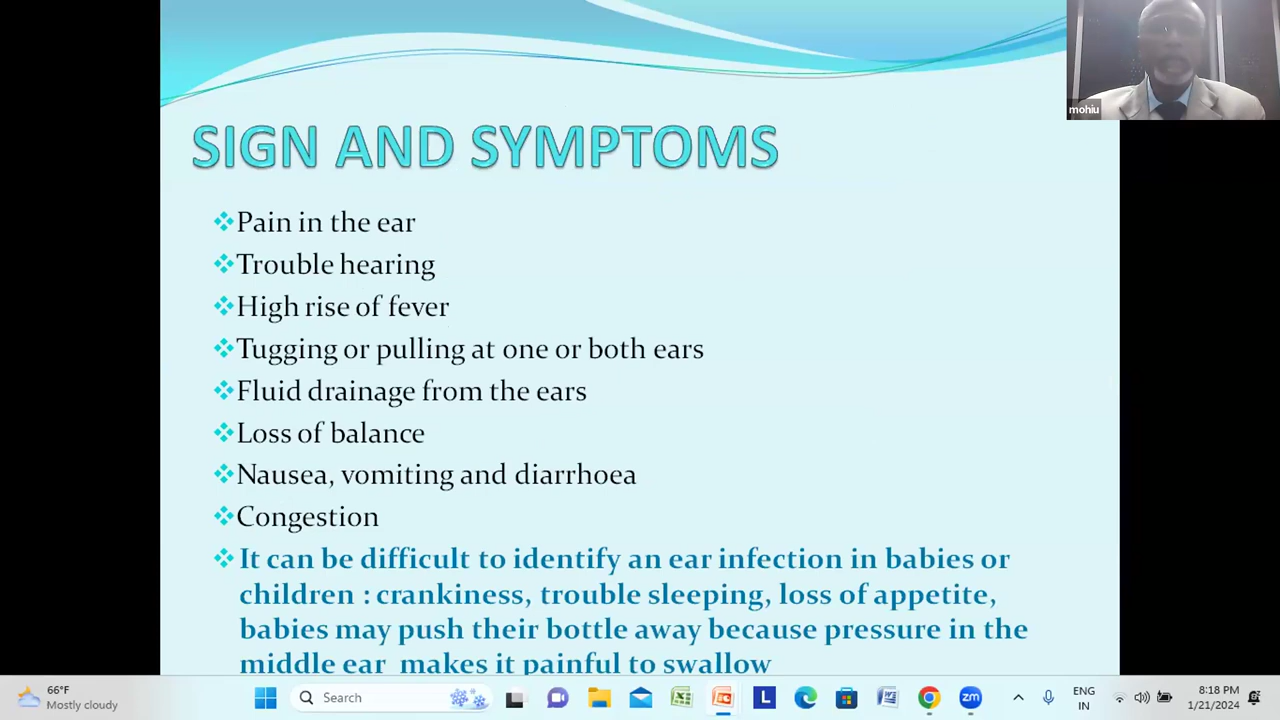 mohiu
SIGN AND SYMPTOMS
❖Pain in the ear
❖Trouble hearing
❖High rise of fever
❖Tugging or pulling at one or both ears
❖Fluid drainage from the ears
❖Loss of balance
❖Nausea, vomiting and diarrhoea
❖Congestion
❖It can be difficult to identify an ear infection in babies or
children : crankiness, trouble sleeping, loss of appetite,
babies may push their bottle away because pressure in the
middle ear makes it painful to swallow
66°F
Mostly cloudy
Search
L
zm
ENG
IN
8:18 PM
1/21/2024